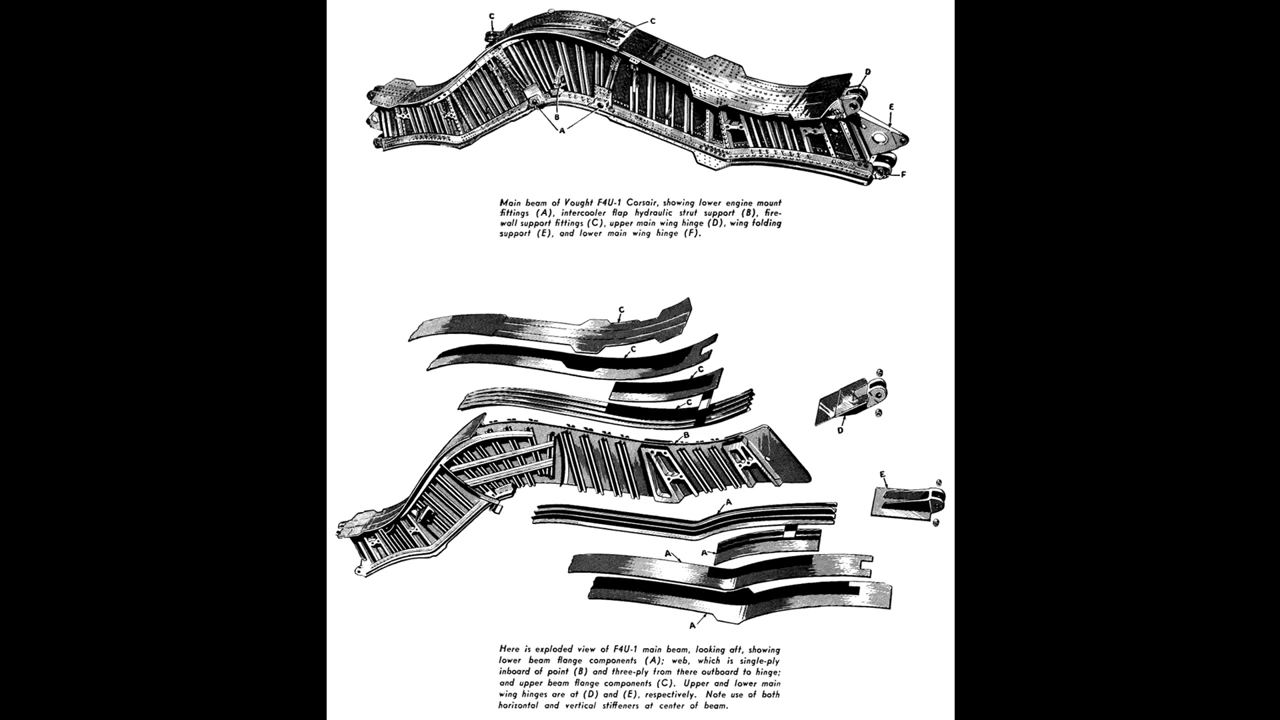 C
C
D
E
B
A
F
Main beam of Vought F4U-1 Corsair, showing lower engine mount
fittings (A), intercooler flap hydraulic strut support (B), fire-
wall support fittings (C), upper main wing hinge (D), wing folding
support (E), and lower main wing hinge (F).
C
C
C
C
D
B
E
A
A
A
A
Here is exploded view of F4U-1 main beam, looking aft, showing
lower beam flange components (A); web, which is single-ply
inboard of point (B) and three-ply from there outboard to hinge;
and upper beam flange components (C). Upper and lower main
wing hinges are at (D) and (E), respectively. Note use of both
horizontal and vertical stiffeners at center of beam.